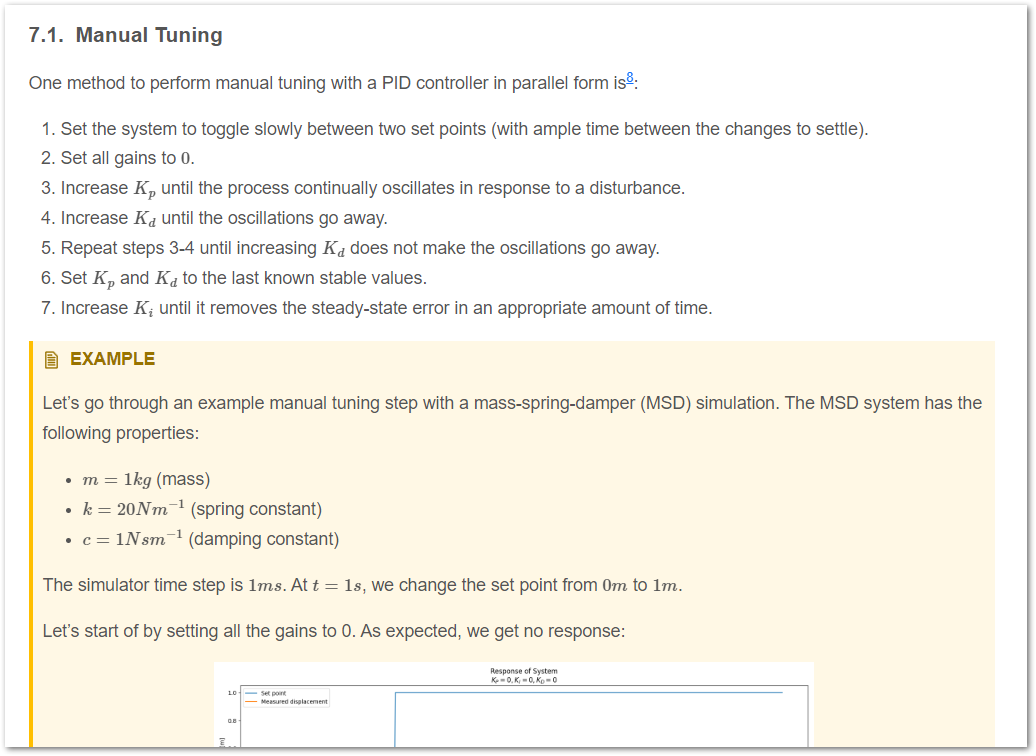 7.1. Manual Tuning
One method to perform manual tuning with a PID controller in parallel form is⁸:
1. Set the system to toggle slowly between two set points (with ample time between the changes to settle).
2. Set all gains to 0.
3. Increase Kₚ until the process continually oscillates in response to a disturbance.
4. Increase K_d until the oscillations go away.
5. Repeat steps 3-4 until increasing K_d does not make the oscillations go away.
6. Set Kₚ and K_d to the last known stable values.
7. Increase Kᵢ until it removes the steady-state error in an appropriate amount of time.
EXAMPLE
Let’s go through an example manual tuning step with a mass-spring-damper (MSD) simulation. The MSD system has the
following properties:
• m = 1kg (mass)
• k = 20Nm⁻¹ (spring constant)
• c = 1Nsm⁻¹ (damping constant)
The simulator time step is 1ms. At t = 1s, we change the set point from 0m to 1m.
Let’s start of by setting all the gains to 0. As expected, we get no response:
Response of System
K_P = 0, K_I = 0, K_D = 0
1.0
Set point
Measured displacement
0.8